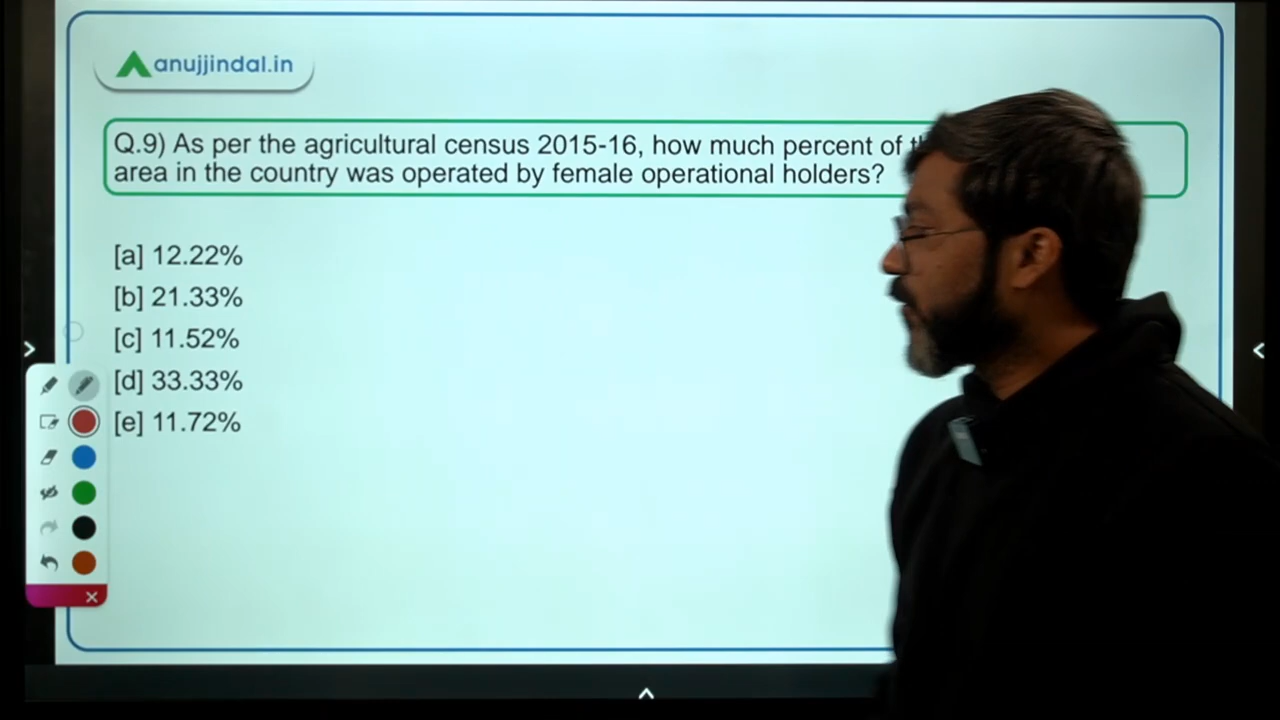 anujjindal.in
Q.9) As per the agricultural census 2015-16, how much percent of
area in the country was operated by female operational holders?
[a] 12.22%
[b] 21.33%
[c] 11.52%
[d] 33.33%
[e] 11.72%